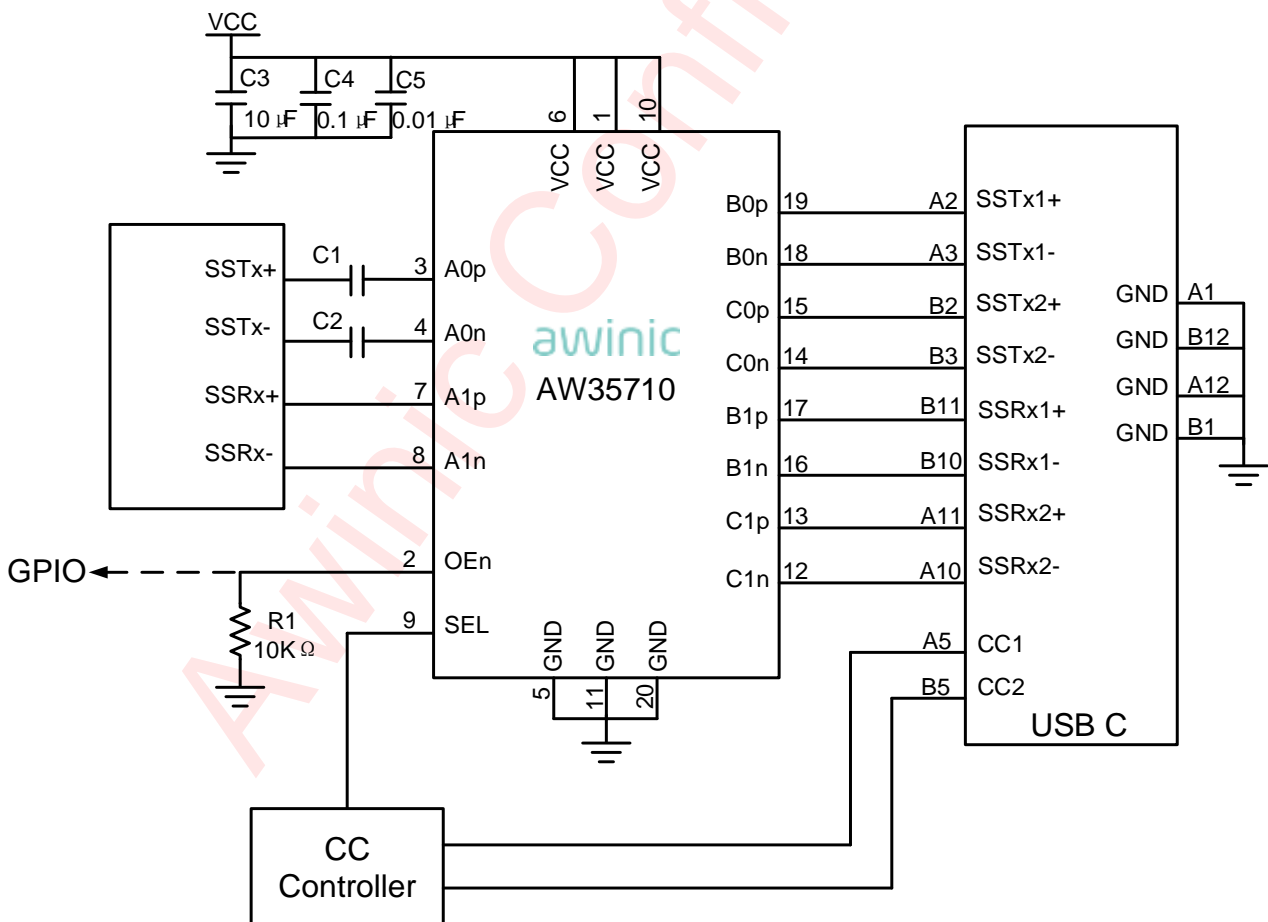 VCC
C3
C4
C5
10 µF
0.1 µF
0.01 µF
6
1
10
VCC
VCC
VCC
SSTx+
SSTx-
SSRx+
SSRx-
C1
C2
3
4
7
8
A0p
A0n
A1p
A1n
awinic
AW35710
B0p
B0n
C0p
C0n
B1p
B1n
C1p
C1n
19
18
15
14
17
16
13
12
A2
A3
B2
B3
B11
B10
A11
A10
SSTx1+
SSTx1-
SSTx2+
SSTx2-
SSRx1+
SSRx1-
SSRx2+
SSRx2-
GND
GND
GND
GND
A1
B12
A12
B1
GPIO
R1
10K Ω
2
9
OEn
SEL
GND
GND
GND
5
11
20
A5
B5
CC1
CC2
USB C
CC
Controller
Awinic Confi